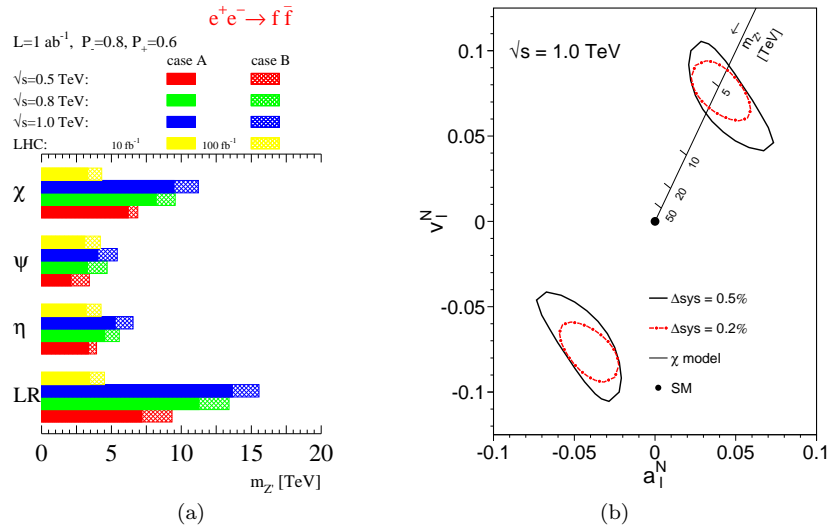 e⁺e⁻→ f f̄
L=1 ab⁻¹, P₋=0.8, P₊=0.6
case A case B
√s=0.5 TeV:
√s=0.8 TeV:
√s=1.0 TeV:
LHC: 10 fb⁻¹ 100 fb⁻¹
χ
ψ
η
LR
0 5 10 15 20
m_Z' [TeV]
(a)
√s = 1.0 TeV
m_Z' [TeV]
5
10
20
50
v_l^N
0.1
0.05
0
-0.05
-0.1
Δsys = 0.5%
Δsys = 0.2%
χ model
SM
-0.1 -0.05 0 0.05 0.1
a_l^N
(b)